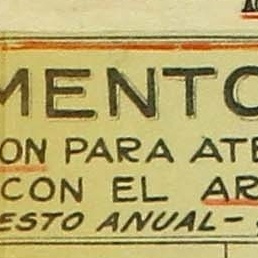 MENTO
ON PARA ATE
CON EL AR
ESTO ANUAL-